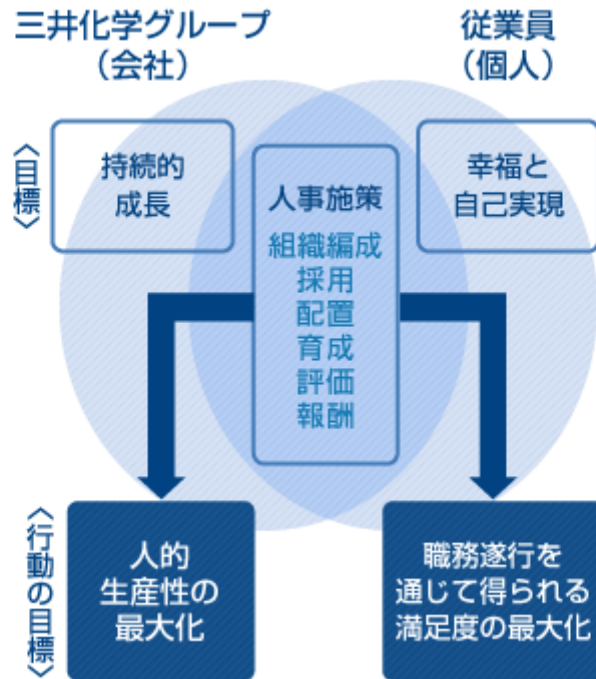 三井化学グループ
（会社）
従業員
（個人）
〈目標〉
持続的
成長
人事施策
組織編成
採用
配置
育成
評価
報酬
幸福と
自己実現
〈行動の目標〉
人的
生産性の
最大化
職務遂行を
通じて得られる
満足度の最大化